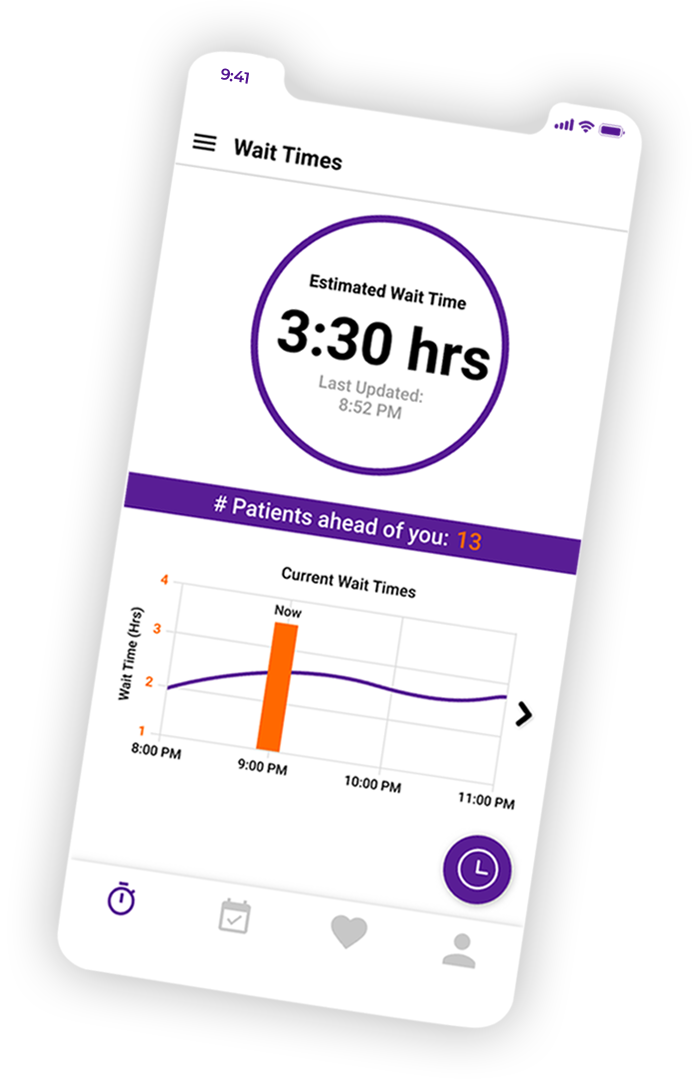 9:41
Wait Times
Estimated Wait Time
3:30 hrs
Last Updated:
8:52 PM
# Patients ahead of you: 13
Current Wait Times
Now
Wait Time (Hrs)
4
3
2
1
8:00 PM
9:00 PM
10:00 PM
11:00 PM